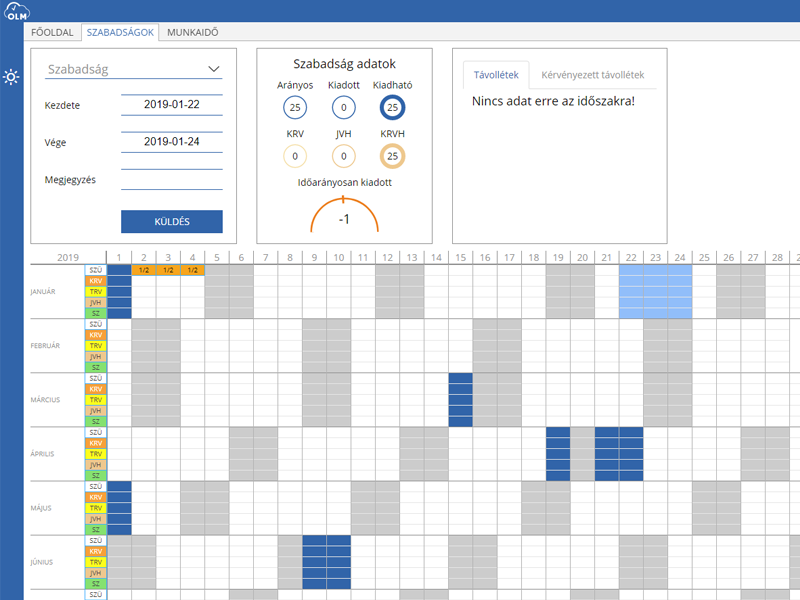 OLM
FŐOLDAL SZABADSÁGOK MUNKAIDŐ
Szabadság
Kezdete 2019-01-22
Vége 2019-01-24
Megjegyzés
KÜLDÉS
Szabadság adatok
Arányos Kiadott Kiadható
25 0 25
KRV JVH KRVH
0 0 25
Időarányosan kiadott
-1
Távollétek Kérvényezett távollétek
Nincs adat erre az időszakra!
2019 1 2 3 4 5 6 7 8 9 10 11 12 13 14 15 16 17 18 19 20 21 22 23 24 25 26 27 28
SZÜ 1/2 1/2 1/2
KRV
JANUÁR TRV
JVH
SZ
SZÜ
KRV
FEBRUÁR TRV
JVH
SZ
SZÜ
KRV
MÁRCIUS TRV
JVH
SZ
SZÜ
KRV
ÁPRILIS TRV
JVH
SZ
SZÜ
KRV
MÁJUS TRV
JVH
SZ
SZÜ
KRV
JÚNIUS TRV
JVH
SZ
SZÜ